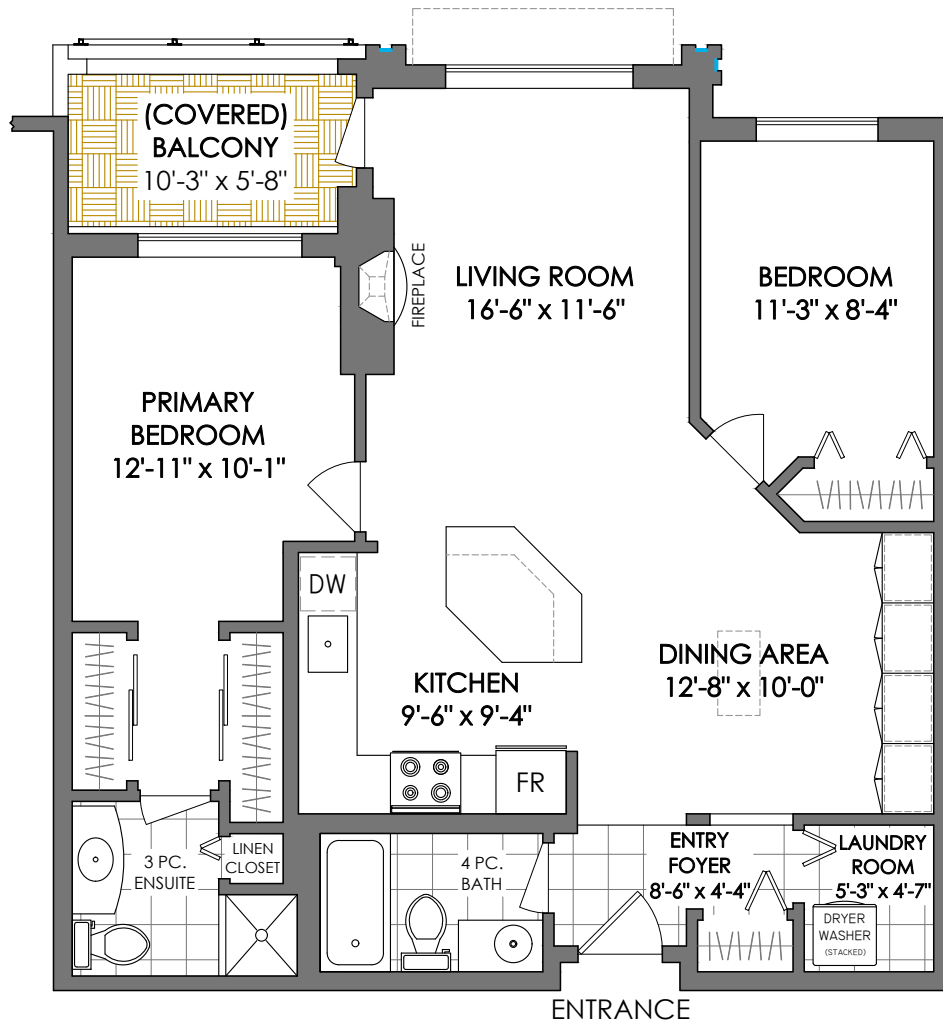 (COVERED)
BALCONY
10'-3" x 5'-8"
FIREPLACE
LIVING ROOM
16'-6" x 11'-6"
BEDROOM
11'-3" x 8'-4"
PRIMARY
BEDROOM
12'-11" x 10'-1"
DW
KITCHEN
9'-6" x 9'-4"
DINING AREA
12'-8" x 10'-0"
FR
3 PC.
ENSUITE
LINEN
CLOSET
4 PC.
BATH
ENTRY
FOYER
8'-6" x 4'-4"
LAUNDRY
ROOM
5'-3" x 4'-7"
DRYER
WASHER
(STACKED)
ENTRANCE